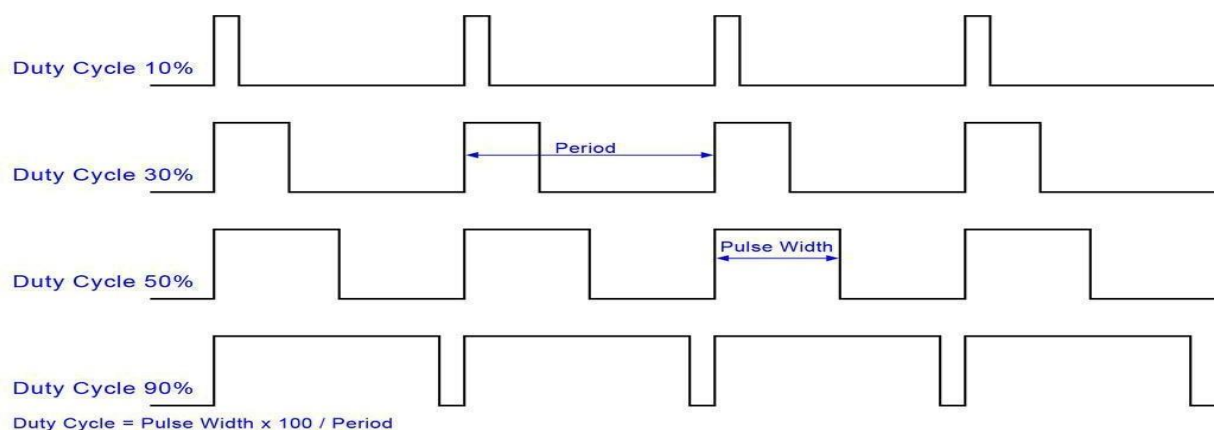 Duty Cycle 10%
Period
Duty Cycle 30%
Pulse Width
Duty Cycle 50%
Duty Cycle 90%
Duty Cycle = Pulse Width x 100 / Period